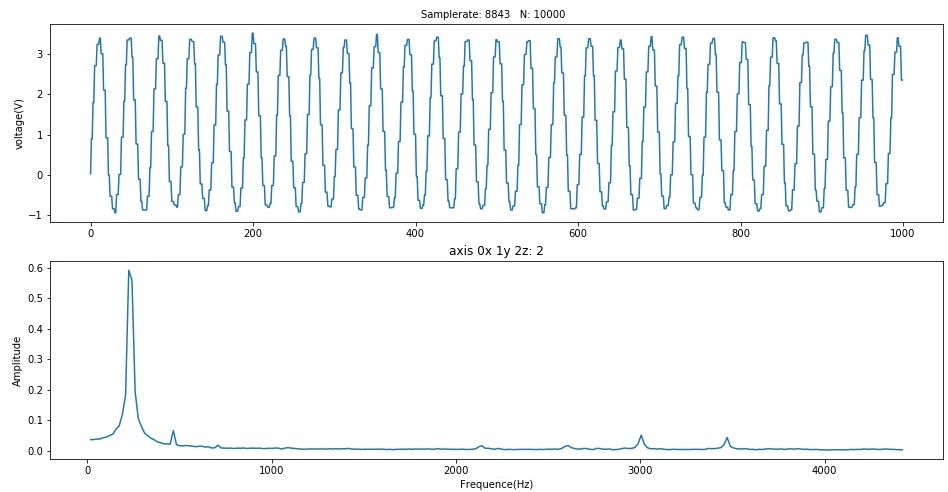 Samplerate: 8843 N: 10000
voltage(V)
3
2
1
0
−1
0 200 400 600 800 1000
axis 0x 1y 2z: 2
Amplitude
0.6
0.5
0.4
0.3
0.2
0.1
0.0
0 1000 2000 3000 4000
Frequence(Hz)